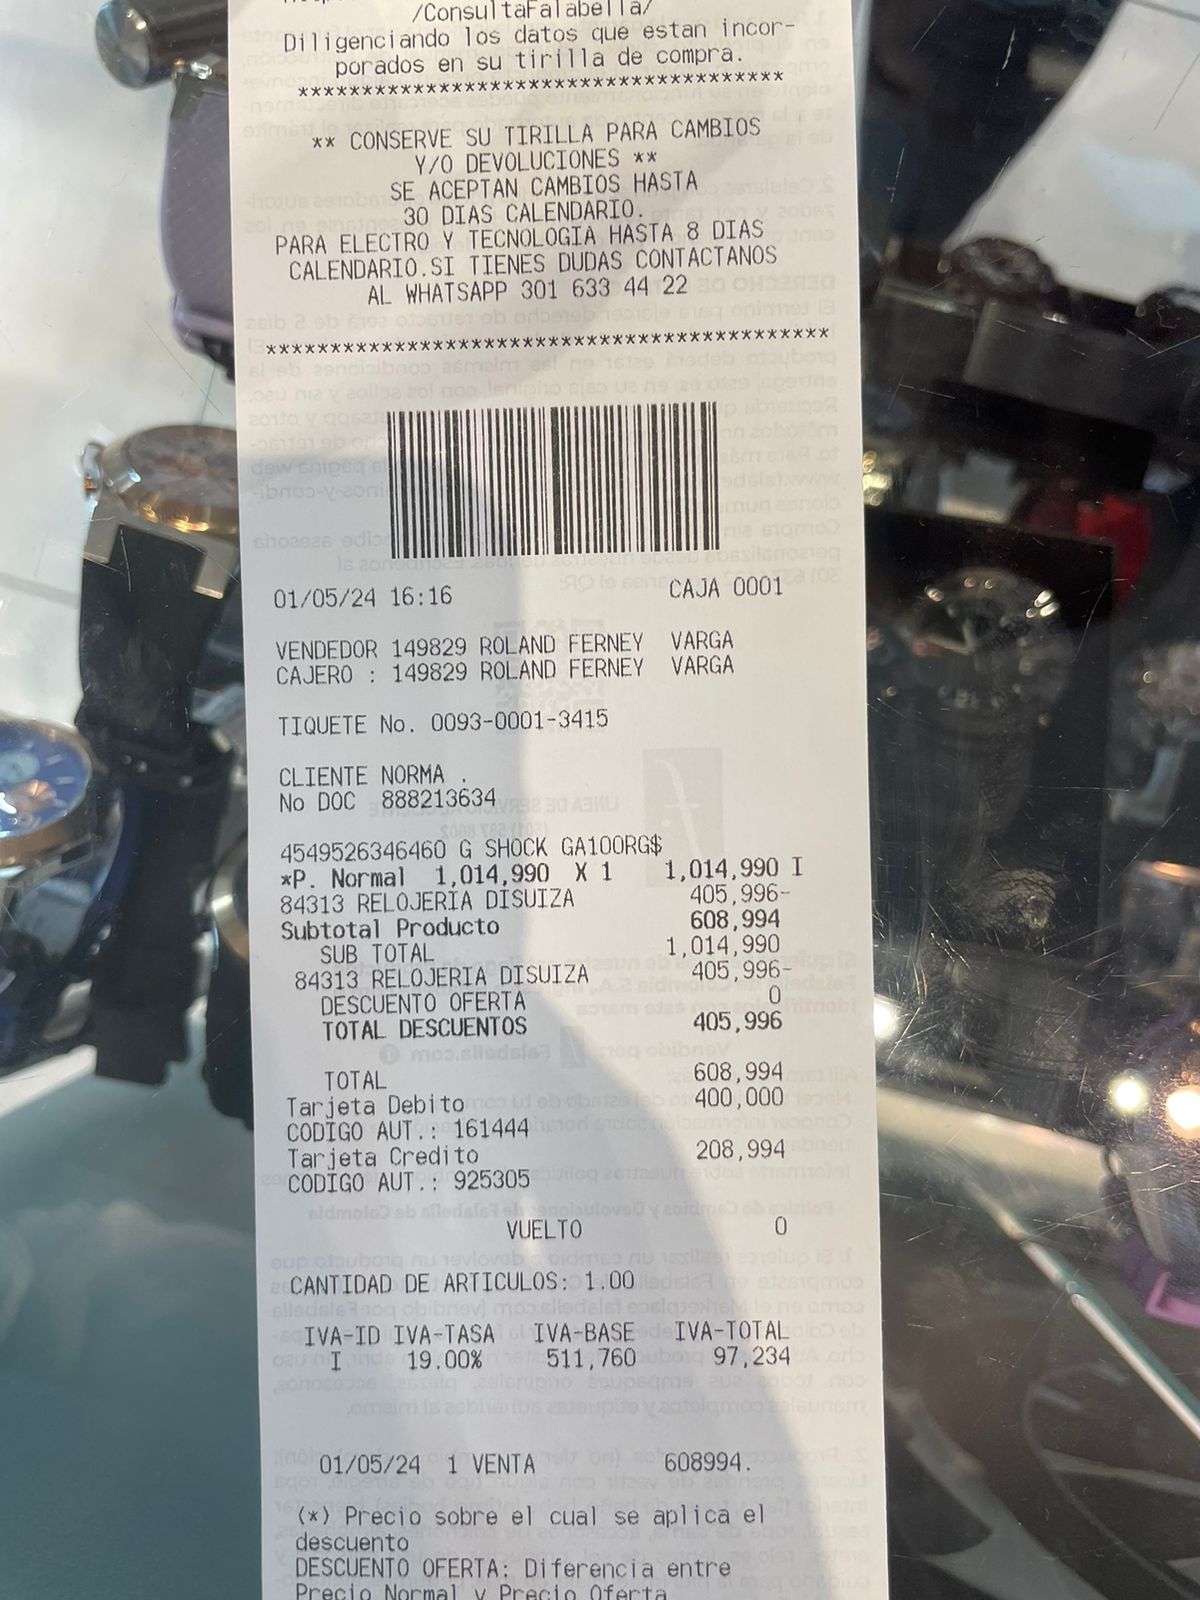 /ConsultaFalabella/
Diligenciando los datos que estan incor-
porados en su tirilla de compra.
****************************************
** CONSERVE SU TIRILLA PARA CAMBIOS
Y/O DEVOLUCIONES **
SE ACEPTAN CAMBIOS HASTA
30 DIAS CALENDARIO.
PARA ELECTRO Y TECNOLOGIA HASTA 8 DIAS
CALENDARIO.SI TIENES DUDAS CONTACTANOS
AL WHATSAPP 301 633 44 22
********************************************
01/05/24 16:16 CAJA 0001
VENDEDOR 149829 ROLAND FERNEY VARGA
CAJERO : 149829 ROLAND FERNEY VARGA
TIQUETE No. 0093-0001-3415
CLIENTE NORMA .
No DOC 888213634
4549526346460 G SHOCK GA100RG$
*P. Normal 1,014,990 X 1 1,014,990 I
84313 RELOJERIA DISUIZA 405,996-
Subtotal Producto 608,994
SUB TOTAL 1,014,990
84313 RELOJERIA DISUIZA 405,996-
DESCUENTO OFERTA 0
TOTAL DESCUENTOS 405,996
TOTAL 608,994
Tarjeta Debito 400,000
CODIGO AUT.: 161444
Tarjeta Credito 208,994
CODIGO AUT.: 925305
VUELTO 0
CANTIDAD DE ARTICULOS: 1.00
IVA-ID IVA-TASA IVA-BASE IVA-TOTAL
I 19.00% 511,760 97,234
01/05/24 1 VENTA 608994.
(*) Precio sobre el cual se aplica el
descuento
DESCUENTO OFERTA: Diferencia entre
Precio Normal y Precio Oferta